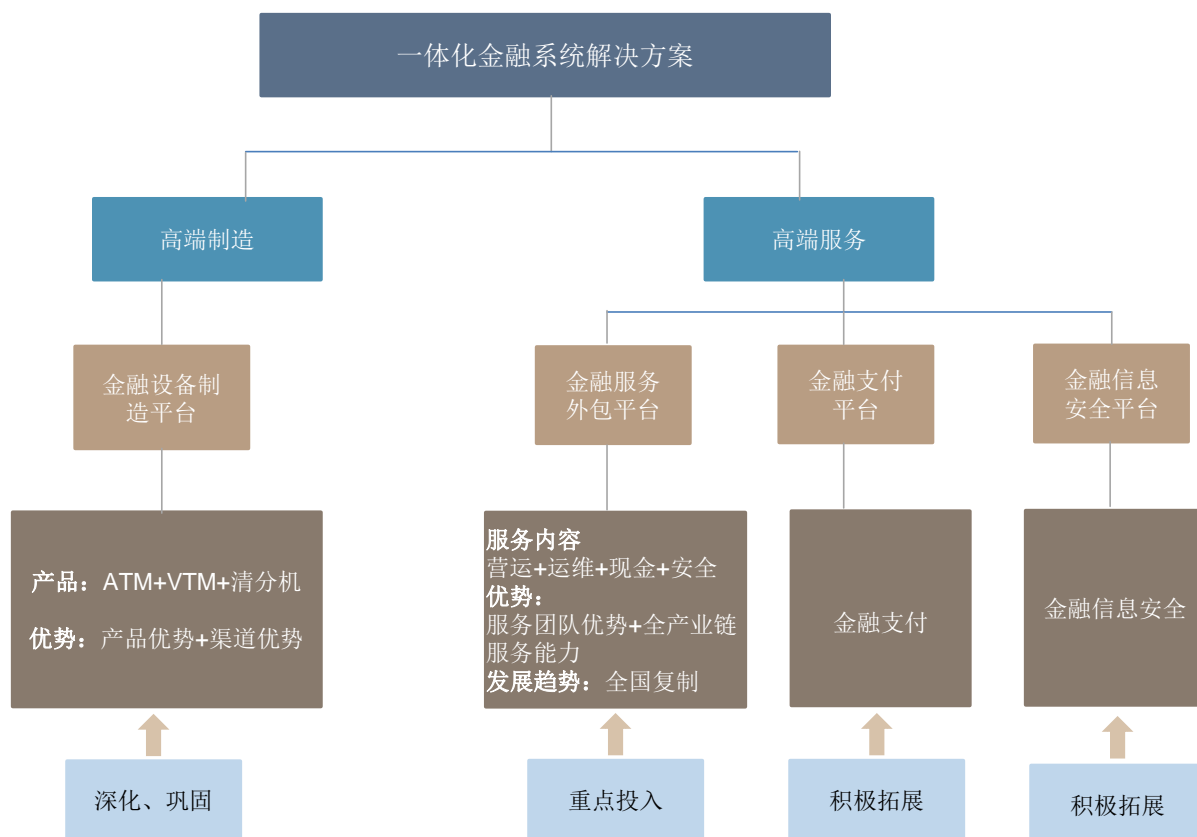 一体化金融系统解决方案
高端制造
高端服务
金融设备制
造平台
金融服务
外包平台
金融支付
平台
金融信息
安全平台
产品：ATM+VTM+清分机
优势：产品优势+渠道优势
服务内容
营运+运维+现金+安全
优势：
服务团队优势+全产业链
服务能力
发展趋势：全国复制
金融支付
金融信息安全
深化、巩固
重点投入
积极拓展
积极拓展